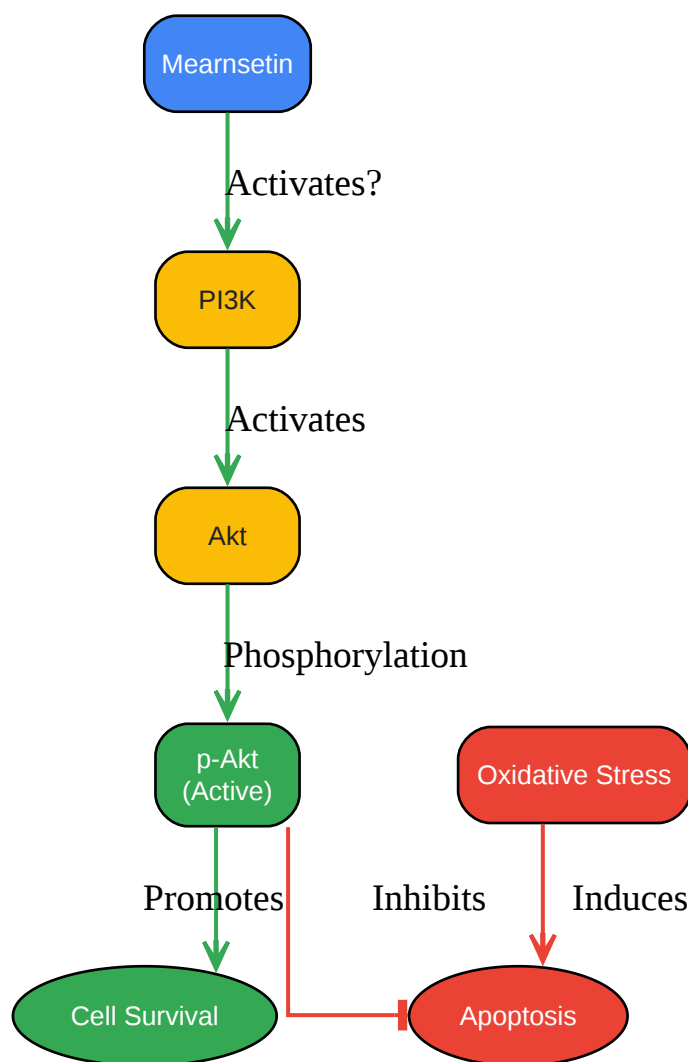 Mearnsetin
Activates?
PI3K
Activates
Akt
Phosphorylation
p-Akt
(Active)
Oxidative Stress
Promotes
Inhibits
Induces
Cell Survival
Apoptosis